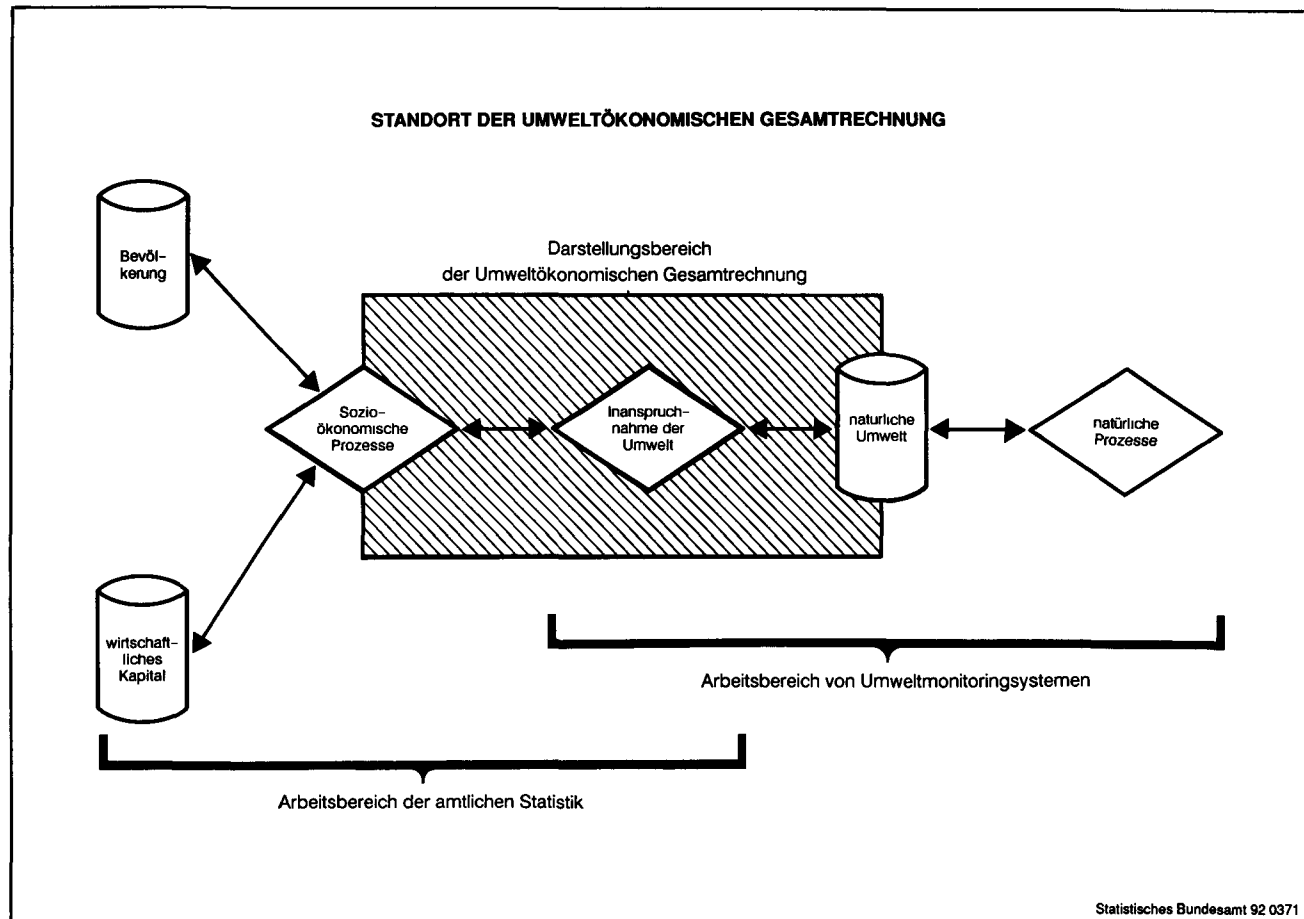 STANDORT DER UMWELTÖKONOMISCHEN GESAMTRECHNUNG
Bevöl-
kerung
Darstellungsbereich
der Umweltökonomischen Gesamtrechnung
Sozio-
ökonomische
Prozesse
Inanspruch-
nahme der
Umwelt
naturliche
Umwelt
natürliche
Prozesse
wirtschaft-
liches
Kapital
Arbeitsbereich von Umweltmonitoringsystemen
Arbeitsbereich der amtlichen Statistik
Statistisches Bundesamt 92 0371